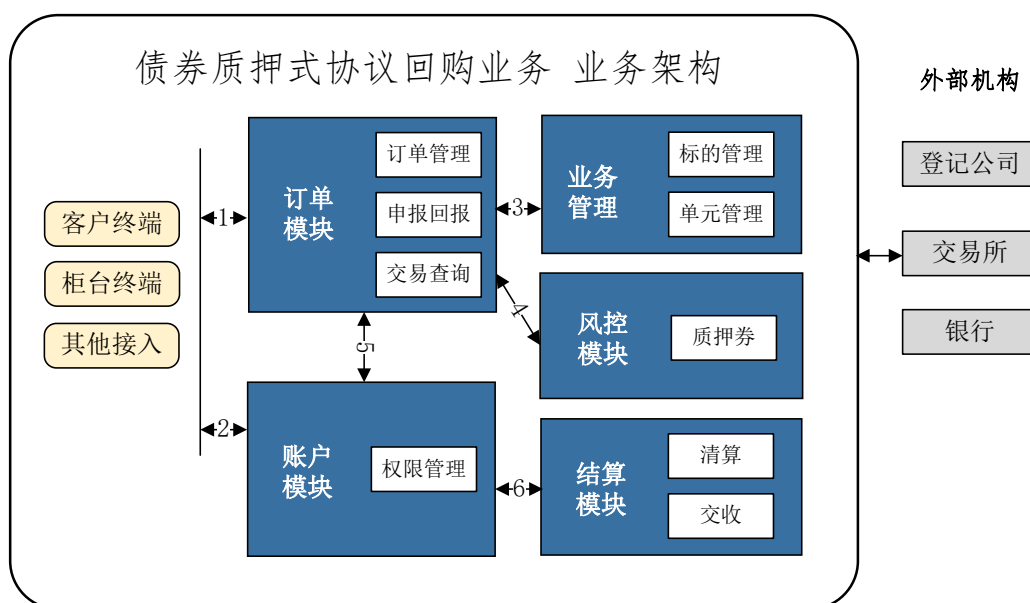 债券质押式协议回购业务 业务架构
外部机构
客户终端
柜台终端
其他接入
1
2
订单
模块
订单管理
申报回报
交易查询
3
4
5
业务
管理
标的管理
单元管理
风控
模块
质押券
账户
模块
权限管理
6
结算
模块
清算
交收
登记公司
交易所
银行